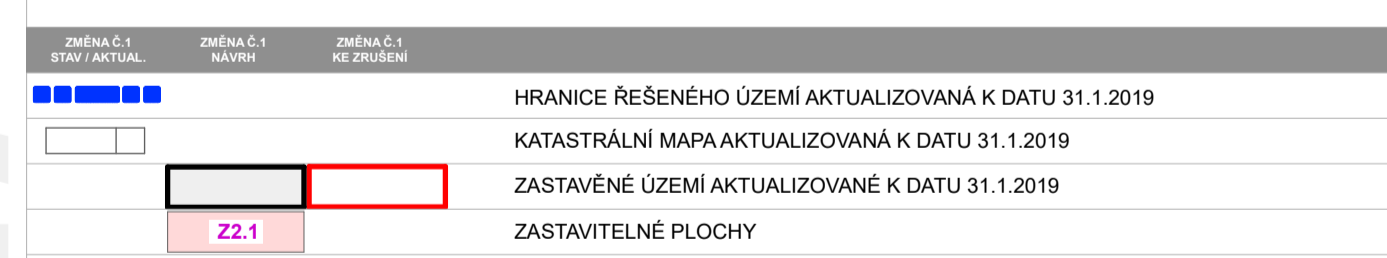 ZMĚNA Č.1 ZMĚNA Č.1 ZMĚNA Č.1
STAV / AKTUAL. NÁVRH KE ZRUŠENÍ
HRANICE ŘEŠENÉHO ÚZEMÍ AKTUALIZOVANÁ K DATU 31.1.2019
KATASTRÁLNÍ MAPA AKTUALIZOVANÁ K DATU 31.1.2019
ZASTAVĚNÉ ÚZEMÍ AKTUALIZOVANÉ K DATU 31.1.2019
Z2.1 ZASTAVITELNÉ PLOCHY